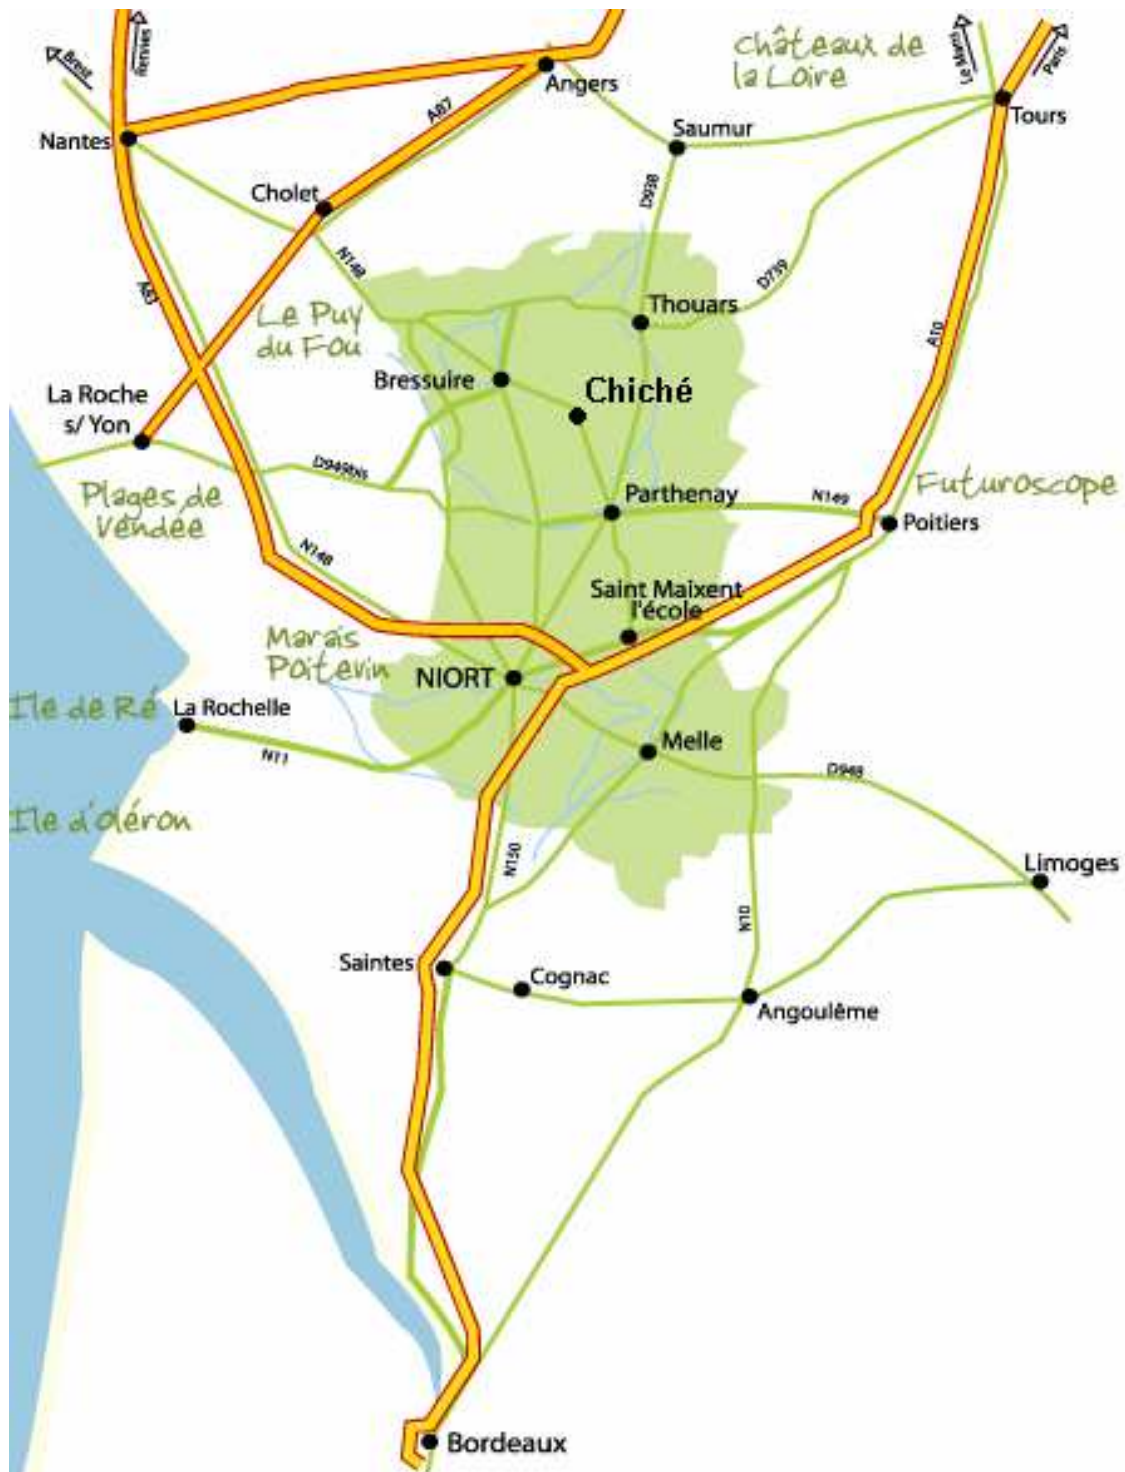 Châteaux de
la Loire
Rennes
Brest
Le Mans
Paris
Angers
A87
Tours
Nantes
Saumur
Cholet
D938
N148
D759
A83
Le Puy
du Fou
Thouars
A10
Bressuire
Chiché
La Roche
s/ Yon
D949bis
Plages de
Vendée
Parthenay
N149
Futuroscope
Poitiers
N148
Saint Maixent
l'école
Marais
Poitevin
NIORT
Ile de Ré
La Rochelle
N11
Melle
D948
Ile d'Oléron
N150
Limoges
N10
Saintes
Cognac
Angoulême
Bordeaux